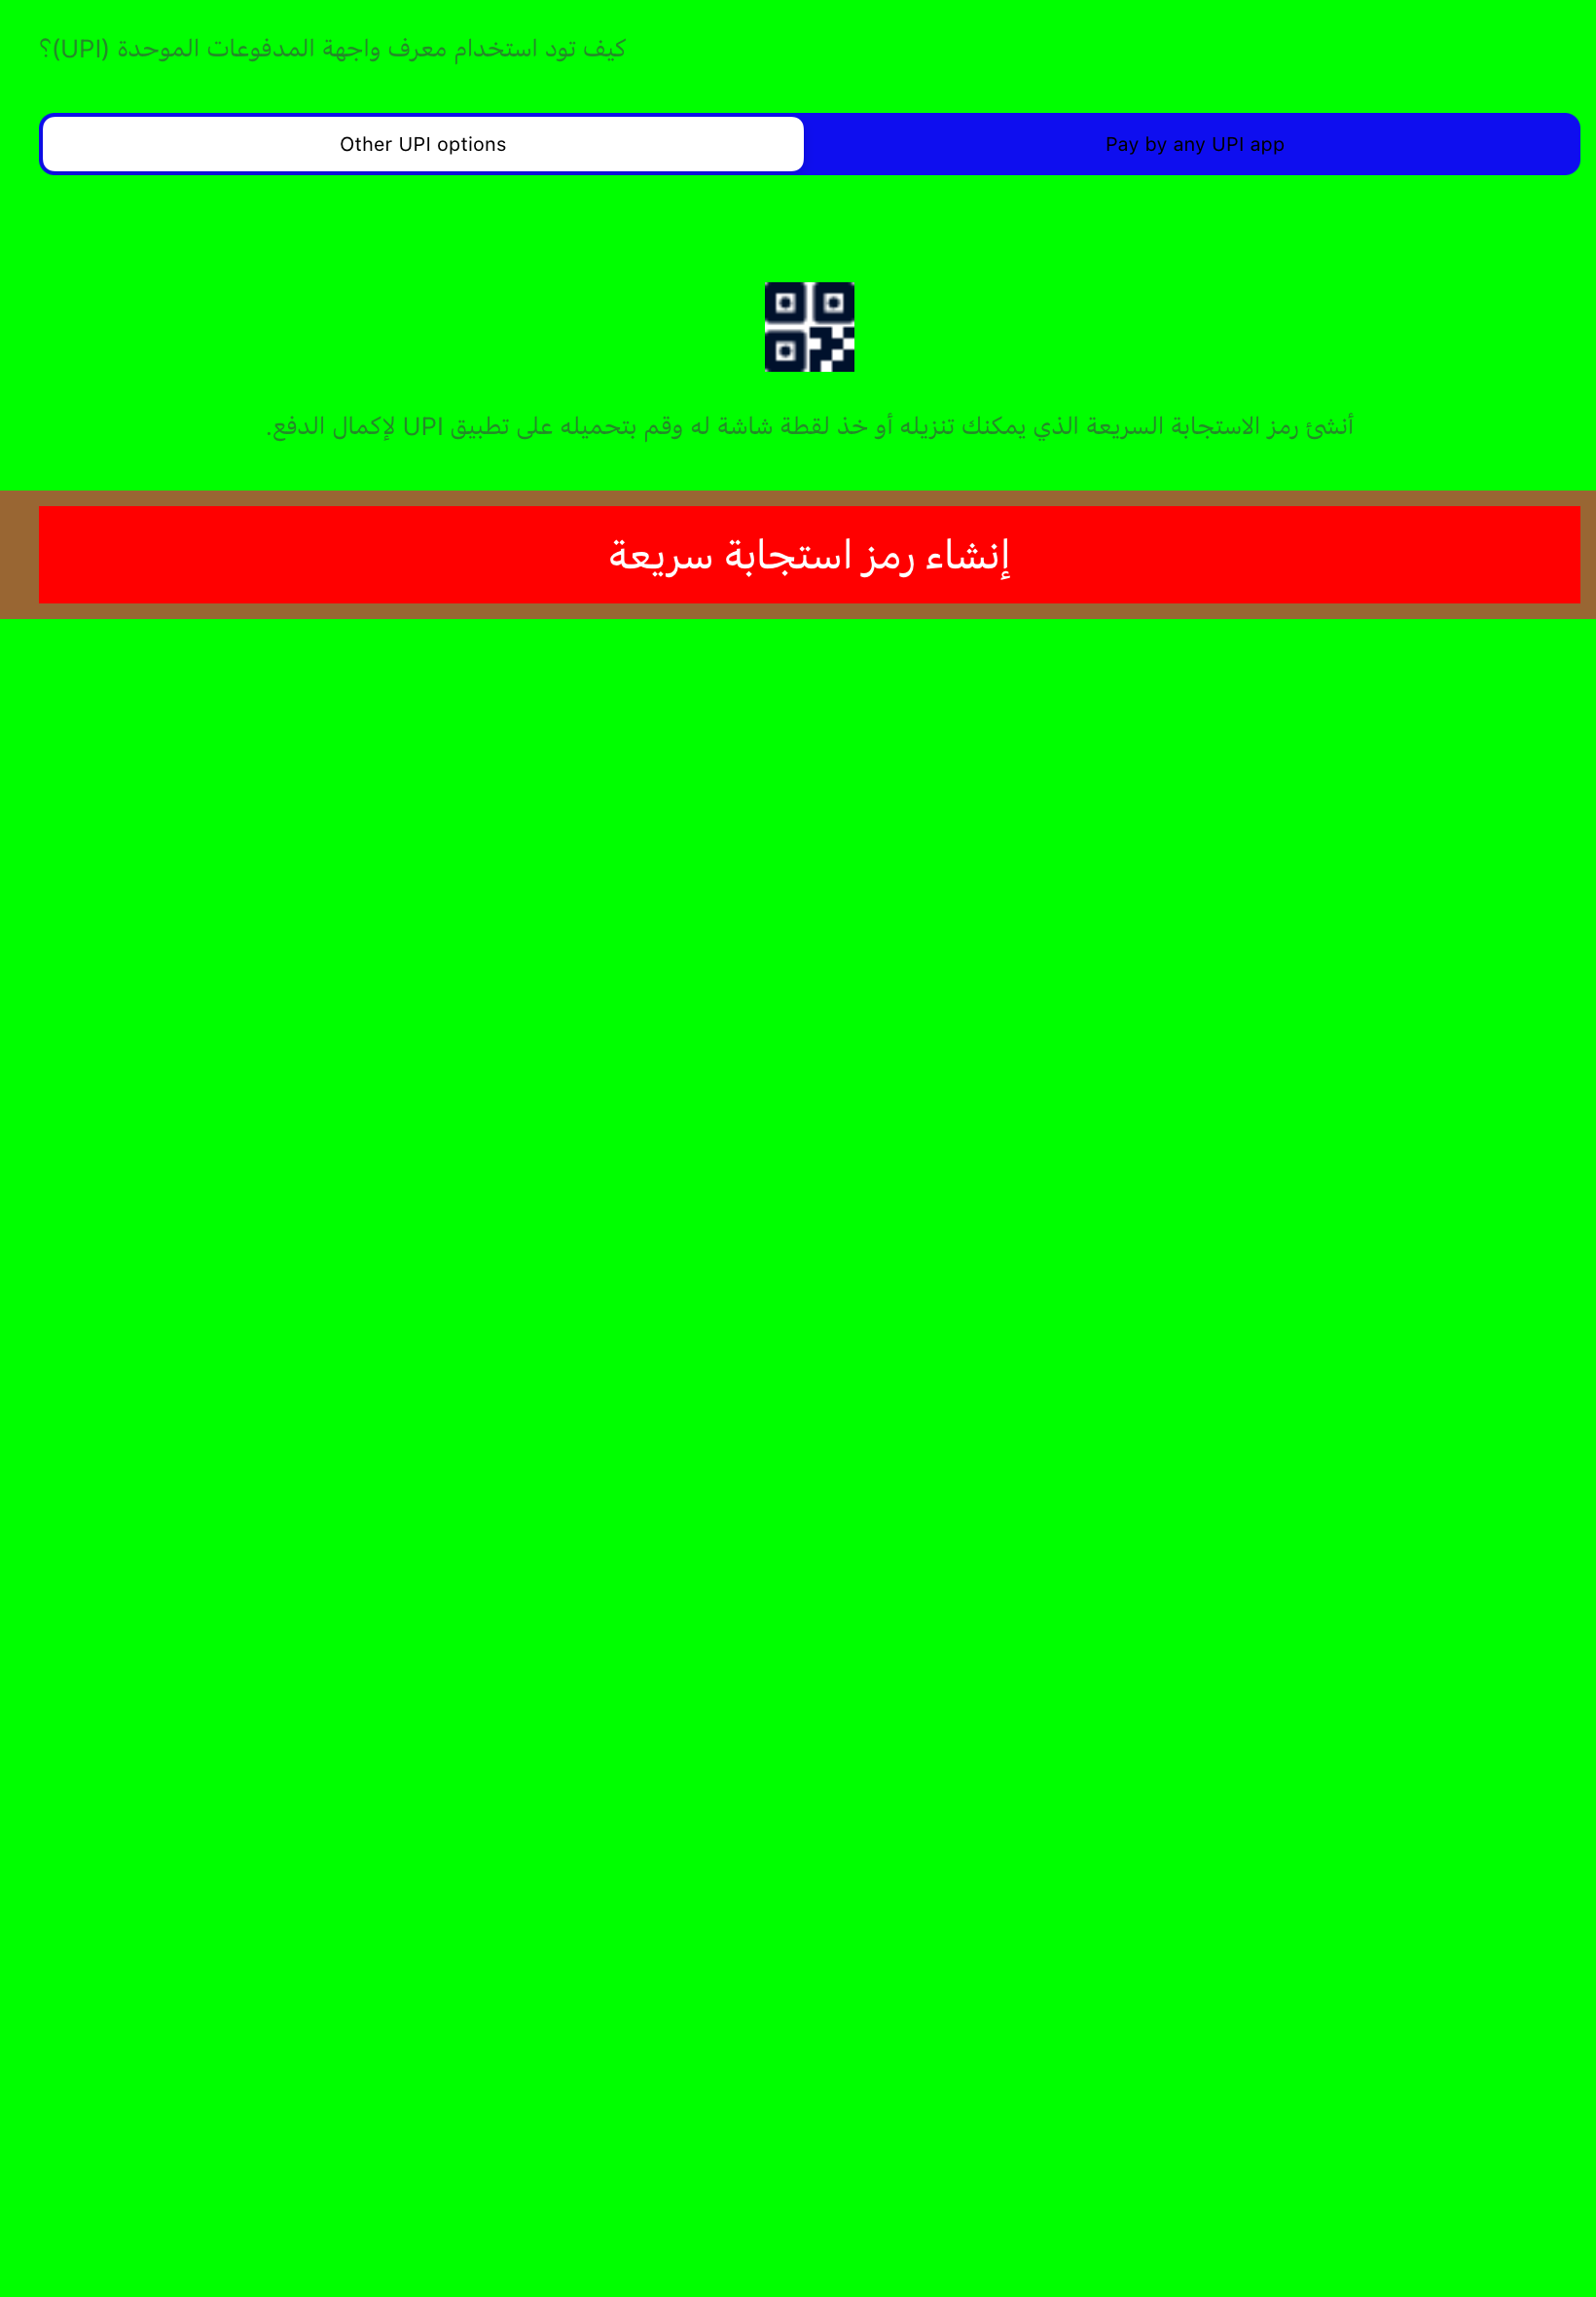 كيف تود استخدام معرف واجهة المدفوعات الموحدة (UPI)؟
Other UPI options
Pay by any UPI app
أنشئ رمز الاستجابة السريعة الذي يمكنك تنزيله أو خذ لقطة شاشة له وقم بتحميله على تطبيق UPI لإكمال الدفع.
إنشاء رمز استجابة سريعة